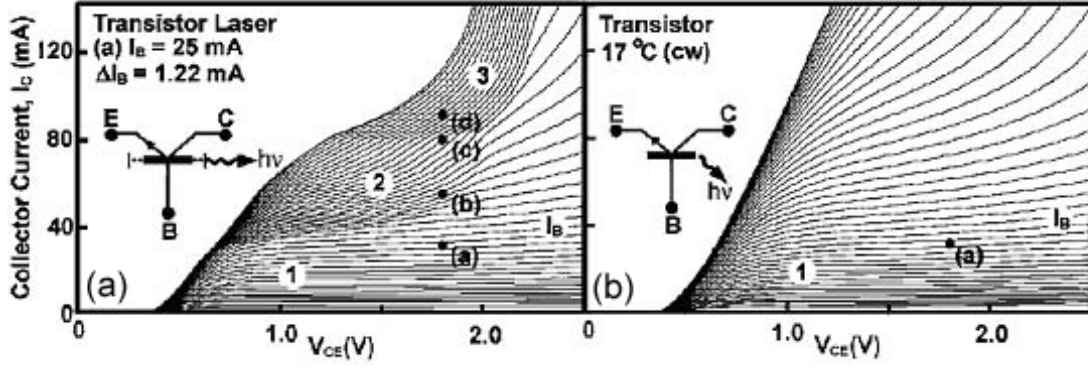 Transistor Laser
(a) I_B = 25 mA
ΔI_B = 1.22 mA
E
C
hν
B
1
2
3
(a)
(b)
(c)
(d)
I_B
(a)
Collector Current, I_C (mA)
120
80
40
0
0
1.0
2.0
V_CE(V)
Transistor
17 °C (cw)
E
C
hν
B
1
(a)
I_B
(b)
0
1.0
2.0
V_CE(V)